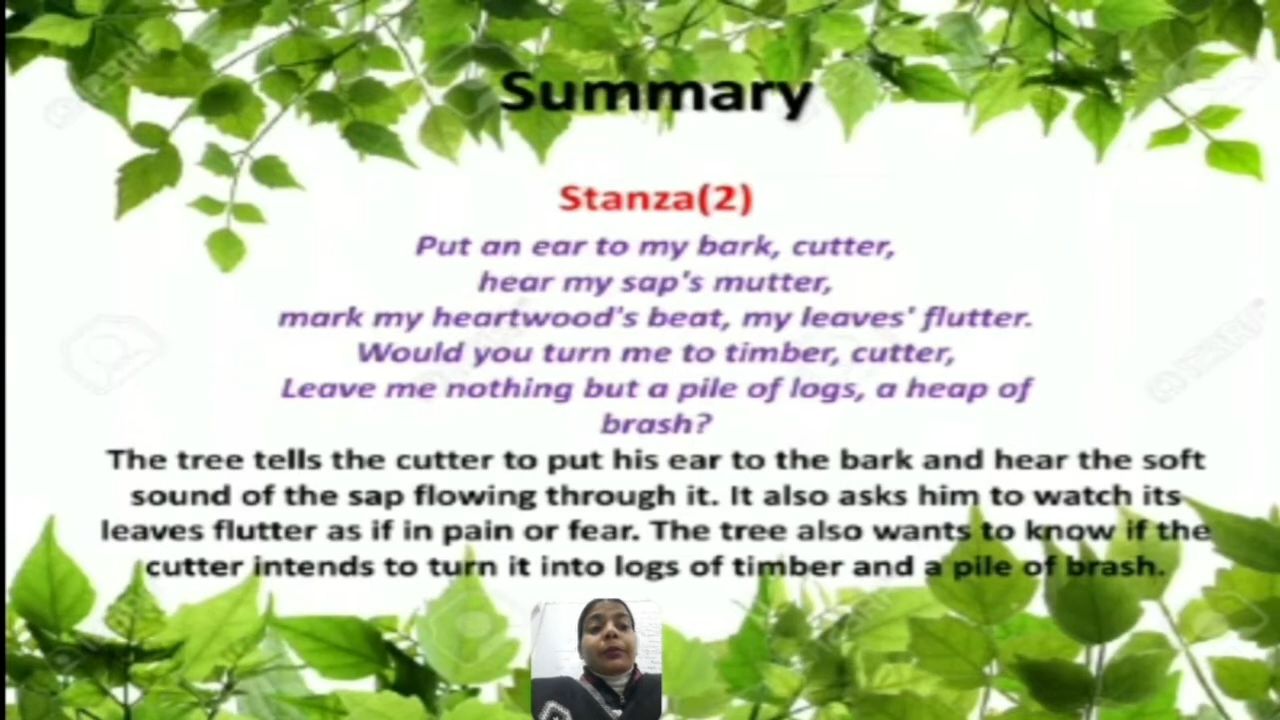 Summary
Stanza(2)
Put an ear to my bark, cutter,
hear my sap's mutter,
mark my heartwood's beat, my leaves' flutter.
Would you turn me to timber, cutter,
Leave me nothing but a pile of logs, a heap of
brash?
The tree tells the cutter to put his ear to the bark and hear the soft
sound of the sap flowing through it. It also asks him to watch its
leaves flutter as if in pain or fear. The tree also wants to know if the
cutter intends to turn it into logs of timber and a pile of brash.